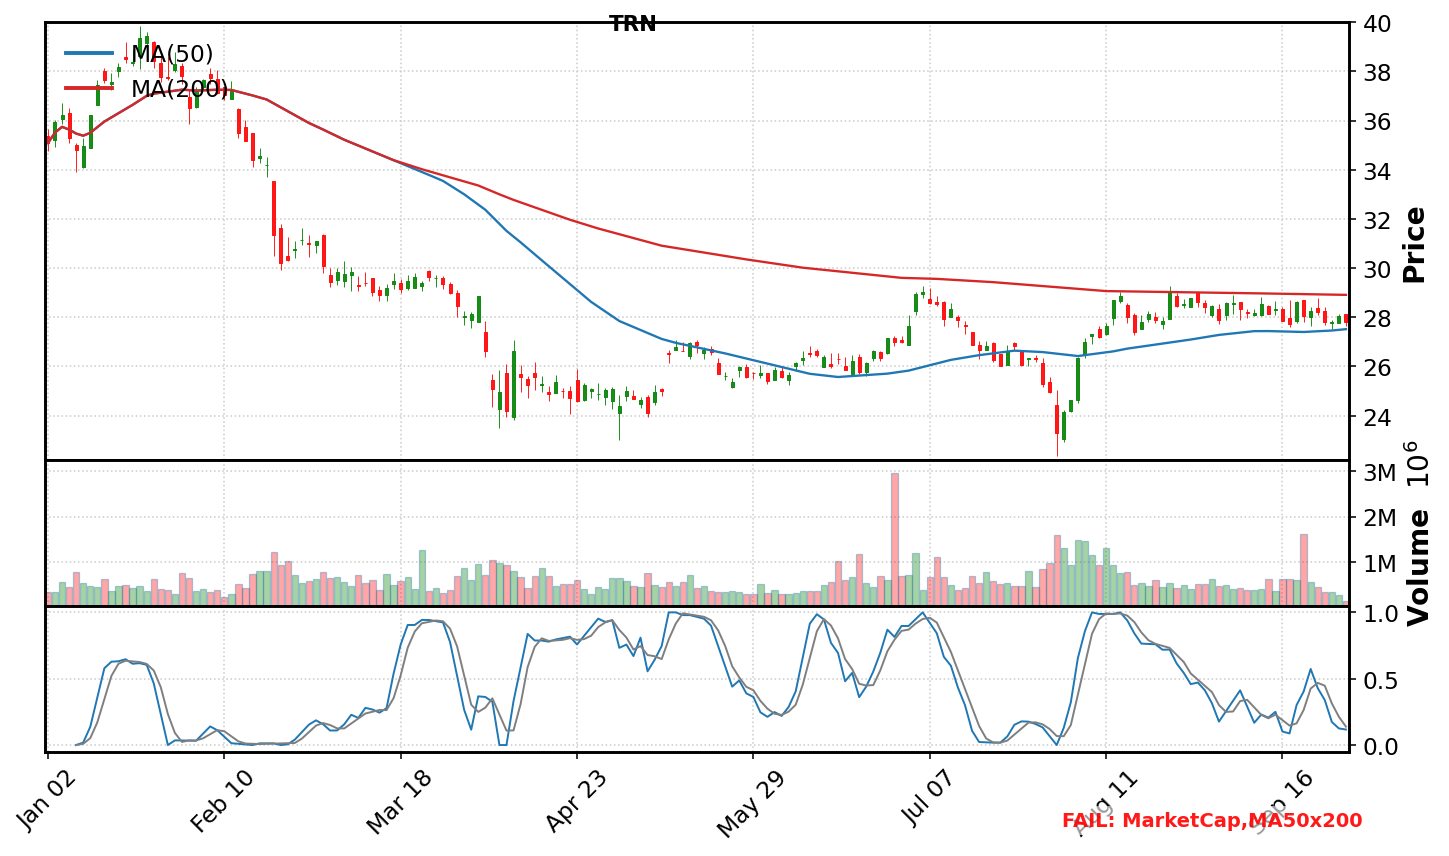 TRN
MA(50)
MA(200)
40
38
36
34
32
30
28
26
24
Price
3M
2M
1M
Volume 10^6
1.0
0.5
0.0
Jan 02
Feb 10
Mar 18
Apr 23
May 29
Jul 07
Aug 11
Sep 16
FAIL: MarketCap,MA50x200